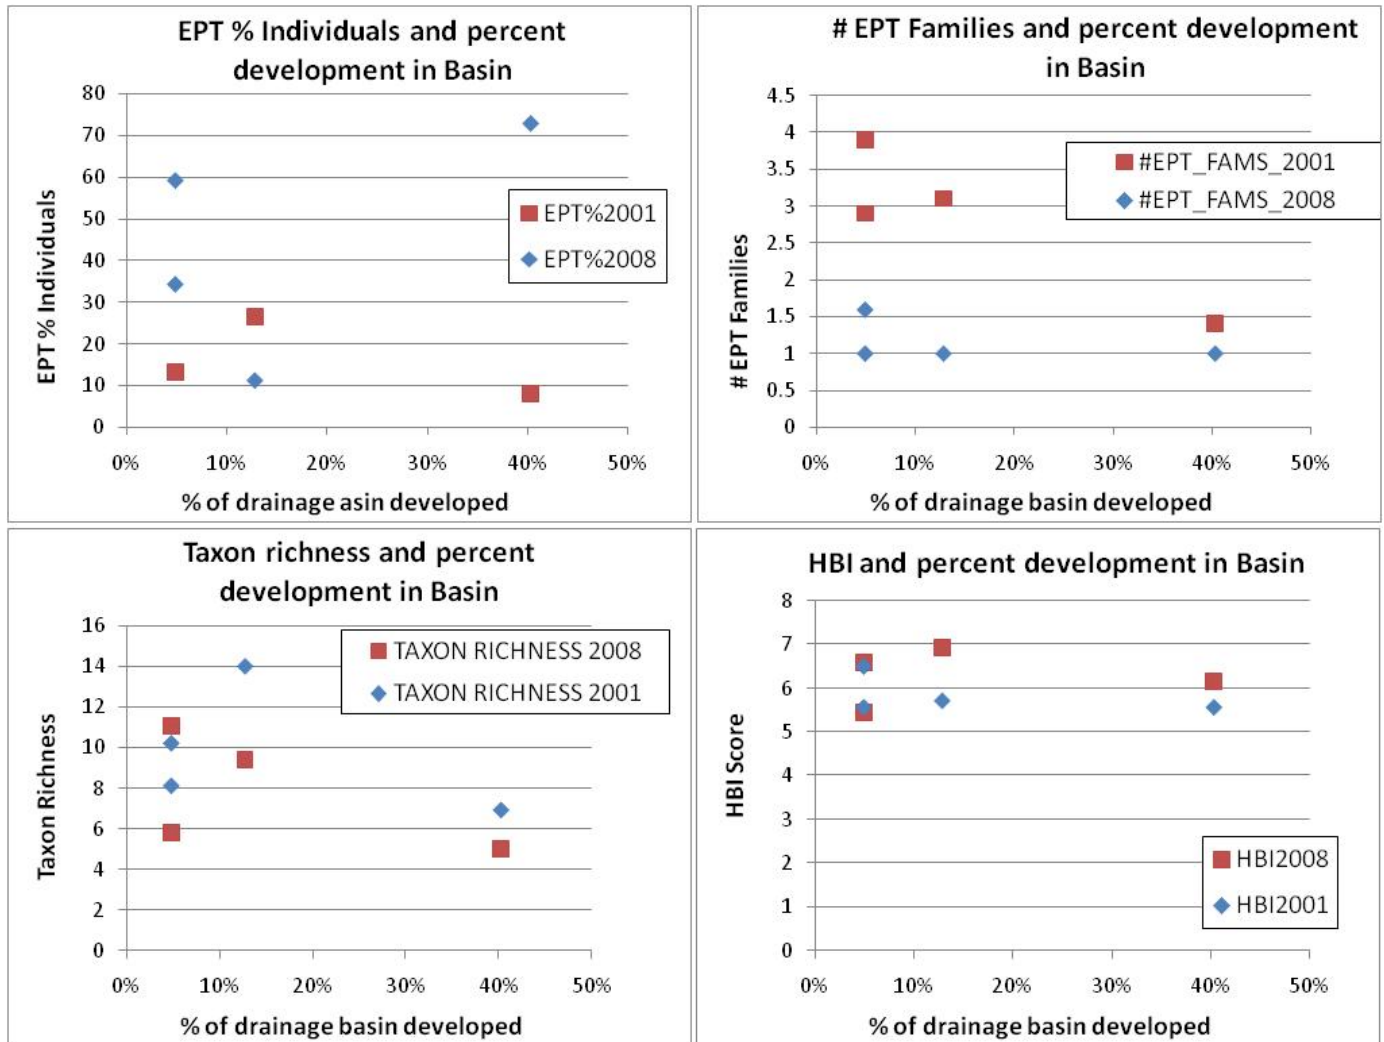 EPT % Individuals and percent
development in Basin
80
70
60
50
40
30
20
10
0
EPT % Individuals
EPT%2001
EPT%2008
0% 10% 20% 30% 40% 50%
% of drainage asin developed
# EPT Families and percent development
in Basin
4.5
4
3.5
3
2.5
2
1.5
1
0.5
0
# EPT Families
#EPT_FAMS_2001
#EPT_FAMS_2008
0% 10% 20% 30% 40% 50%
% of drainage basin developed
Taxon richness and percent
development in Basin
16
14
12
10
8
6
4
2
0
Taxon Richness
TAXON RICHNESS 2008
TAXON RICHNESS 2001
0% 10% 20% 30% 40% 50%
% of drainage basin developed
HBI and percent development in Basin
8
7
6
5
4
3
2
1
0
HBI Score
HBI2008
HBI2001
0% 10% 20% 30% 40% 50%
% of drainage basin developed